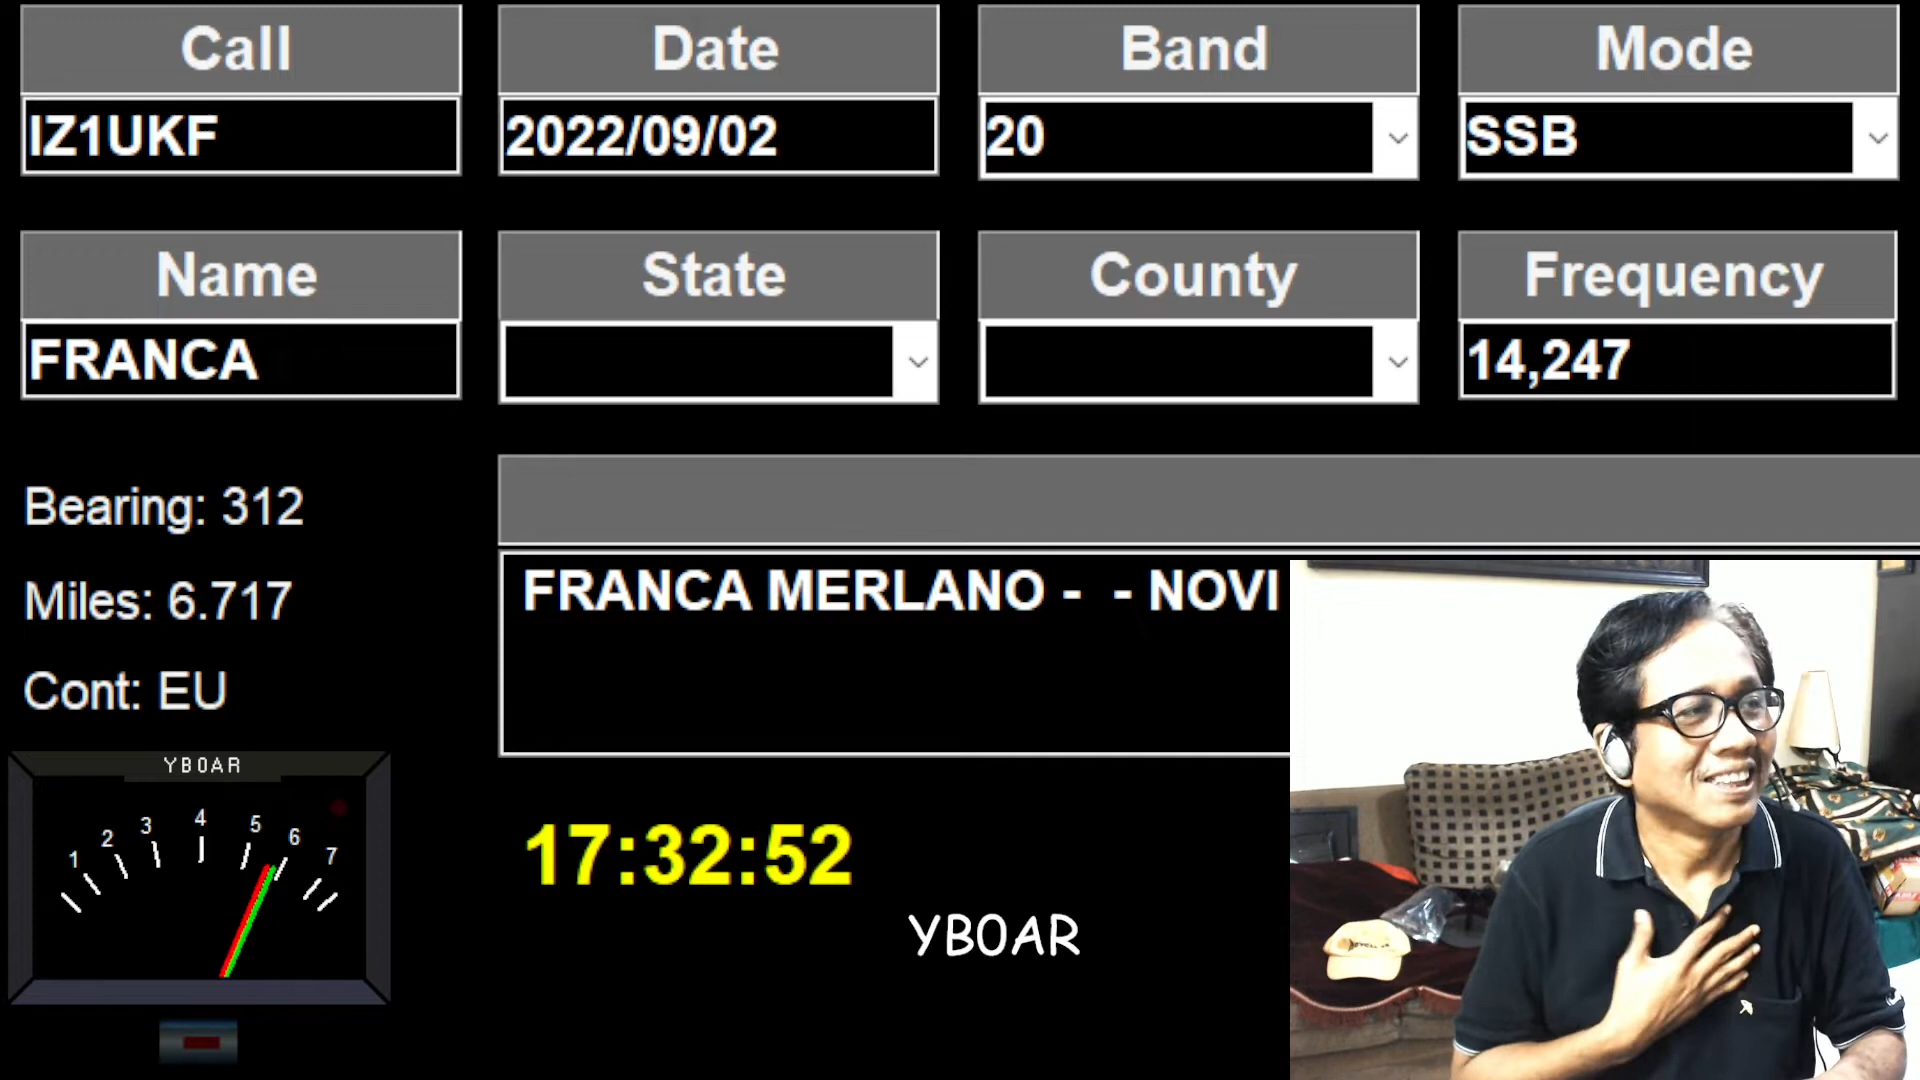 Call
Date
Band
Mode
IZ1UKF
2022/09/02
20
SSB
Name
State
County
Frequency
FRANCA
14,247
Bearing: 312
Miles: 6.717
Cont: EU
FRANCA MERLANO -  - NOVI
YB0AR
1 2 3 4 5 6 7
17:32:52
YB0AR